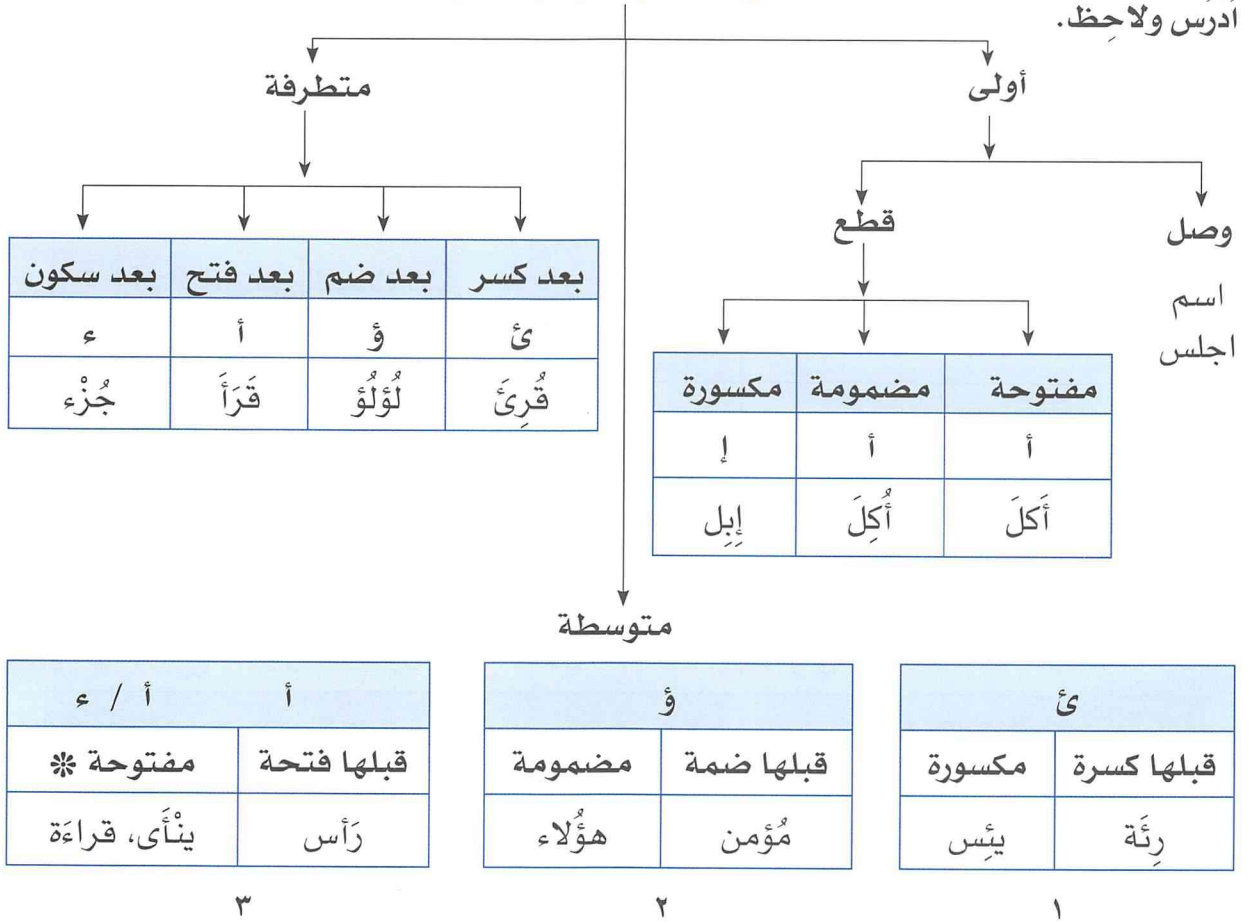 أدرُس ولاحِظ.
أولى
متطرفة
وصل
قطع
اسم
اجلس
مفتوحة مضمومة مكسورة
أ أ إ
أَكلَ أُكِلَ إِبِل
بعد كسر بعد ضم بعد فتح بعد سكون
ئ ؤ أ ء
قُرِئَ لُؤلُؤ قَرَأَ جُزْء
متوسطة
ئ
قبلها كسرة مكسورة
رِئَة يئِس
١
ؤ
قبلها ضمة مضمومة
مُؤمن هؤُلاء
٢
أ أ / ء
قبلها فتحة مفتوحة *
رَأس ينْأَى، قراءَة
٣